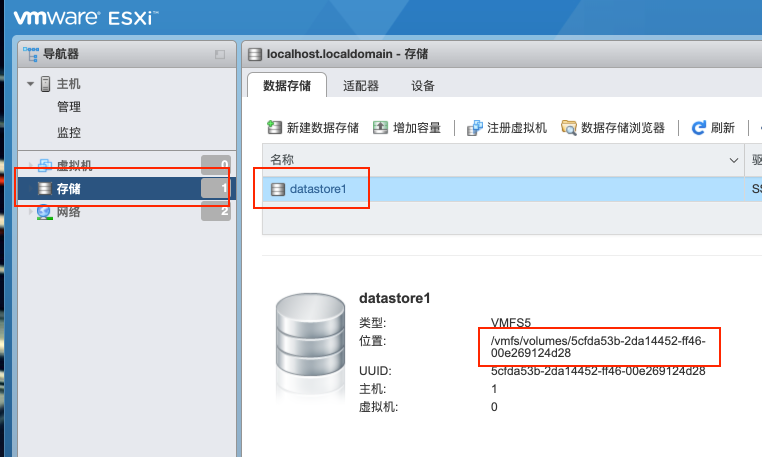 vmware ESXi™
导航器
主机
管理
监控
虚拟机 0
存储 1
网络 2
localhost.localdomain - 存储
数据存储 适配器 设备
新建数据存储 增加容量 注册虚拟机 数据存储浏览器 刷新
名称
datastore1
datastore1
类型: VMFS5
位置: /vmfs/volumes/5cfda53b-2da14452-ff46-
00e269124d28
UUID: 5cfda53b-2da14452-ff46-00e269124d28
主机: 1
虚拟机: 0